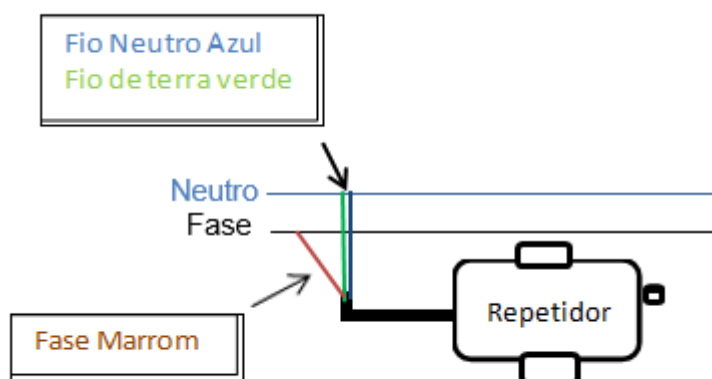 Fio Neutro Azul
Fio de terra verde
Neutro
Fase
Repetidor
Fase Marrom